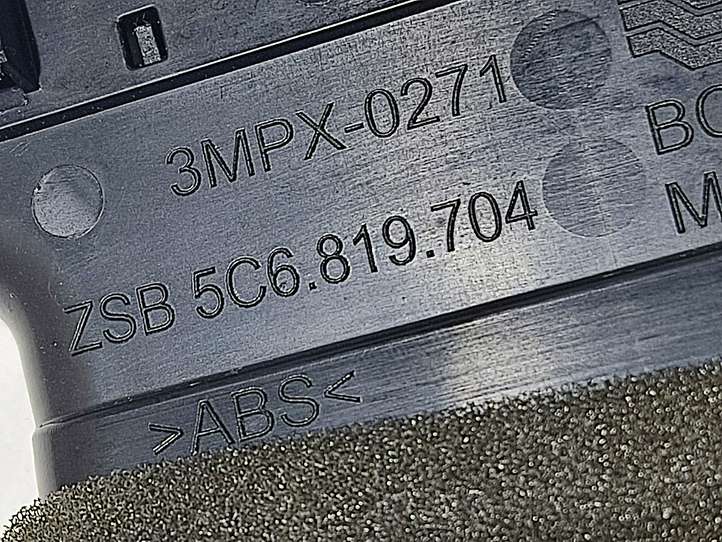 3MPX-0271
ZSB 5C6.819.704
>ABS<